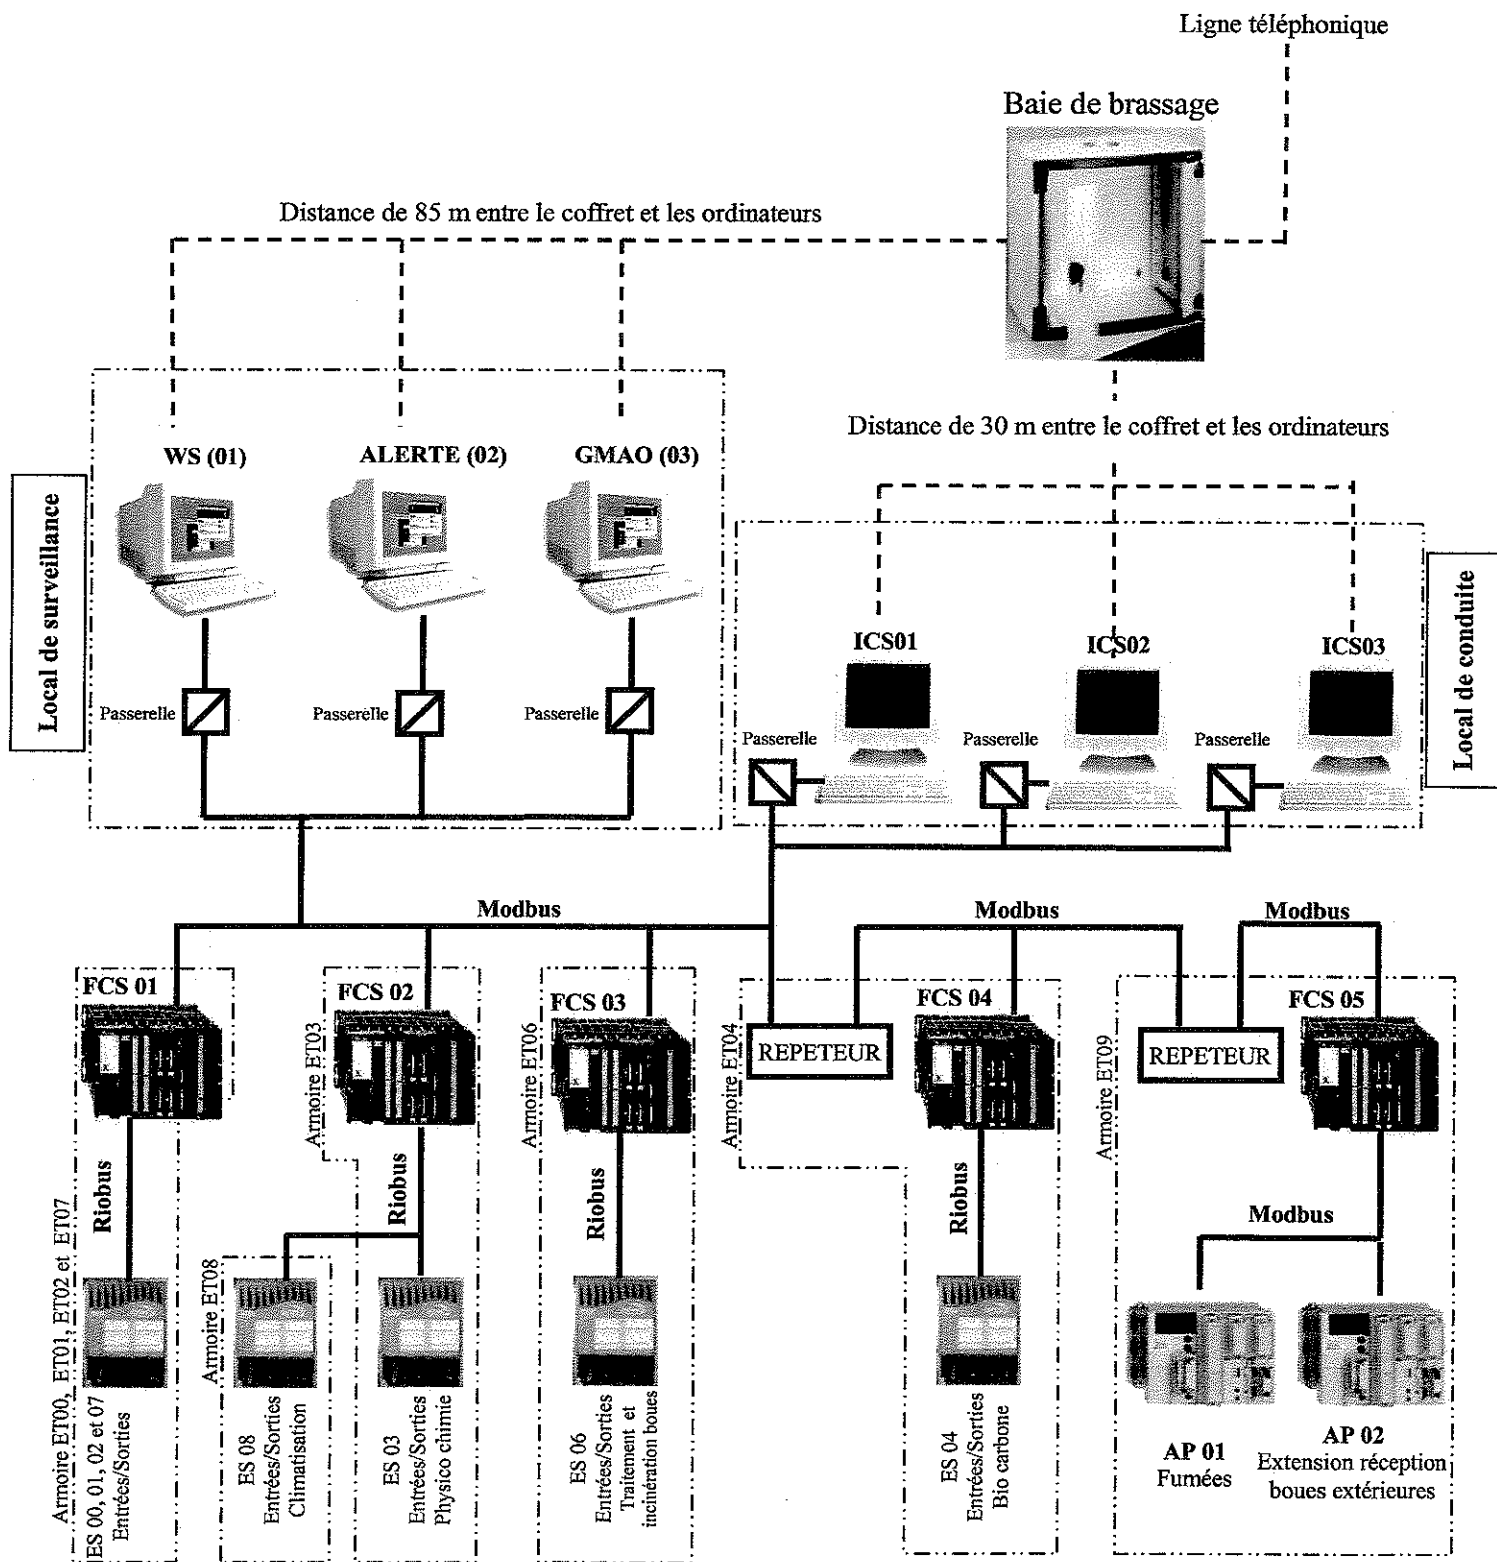 Ligne téléphonique
Baie de brassage
Distance de 85 m entre le coffret et les ordinateurs
Distance de 30 m entre le coffret et les ordinateurs
Local de surveillance
WS (01)
ALERTE (02)
GMAO (03)
Passerelle
Passerelle
Passerelle
Local de conduite
ICS01
ICS02
ICS03
Passerelle
Passerelle
Passerelle
Modbus
Modbus
Modbus
FCS 01
FCS 02
FCS 03
FCS 04
FCS 05
REPETEUR
REPETEUR
Armoire ET00, ET01, ET02 et ET07
Armoire ET03
Armoire ET06
Armoire ET04
Armoire ET09
Riobus
Riobus
Riobus
Riobus
Modbus
Armoire ET08
ES 00, 01, 02 et 07
Entrées/Sorties
ES 08
Entrées/Sorties
Climatisation
ES 03
Entrées/Sorties
Physico chimie
ES 06
Entrées/Sorties
Traitement et
incinération boues
ES 04
Entrées/Sorties
Bio carbone
AP 01
Fumées
AP 02
Extension réception
boues extérieures